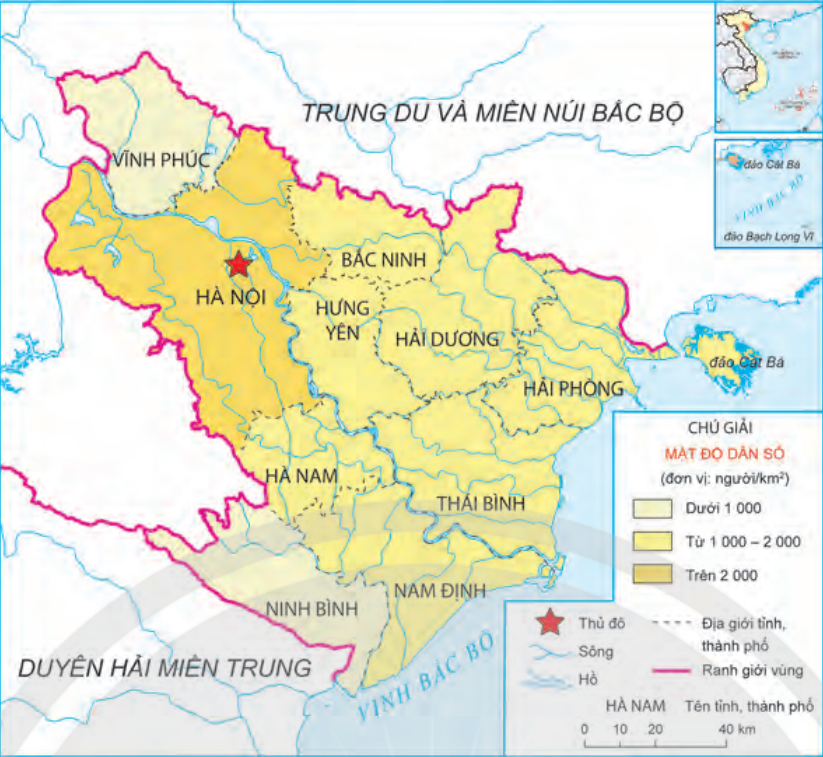 TRUNG DU VÀ MIỀN NÚI BẮC BỘ
đảo Cát Bà
VỊNH BẮC BỘ
đảo Bạch Long Vĩ
VĨNH PHÚC
BẮC NINH
HÀ NỘI
HƯNG
YÊN
HẢI DƯƠNG
HẢI PHÒNG
đảo Cát Bà
HÀ NAM
THÁI BÌNH
NAM ĐỊNH
NINH BÌNH
DUYÊN HẢI MIỀN TRUNG
VỊNH BẮC BỘ
CHÚ GIẢI
MẬT ĐỘ DÂN SỐ
(đơn vị: người/km²)
Dưới 1 000
Từ 1 000 – 2 000
Trên 2 000
Thủ đô
Sông
Hồ
Địa giới tỉnh,
thành phố
Ranh giới vùng
HÀ NAM Tên tỉnh, thành phố
0 10 20 40 km